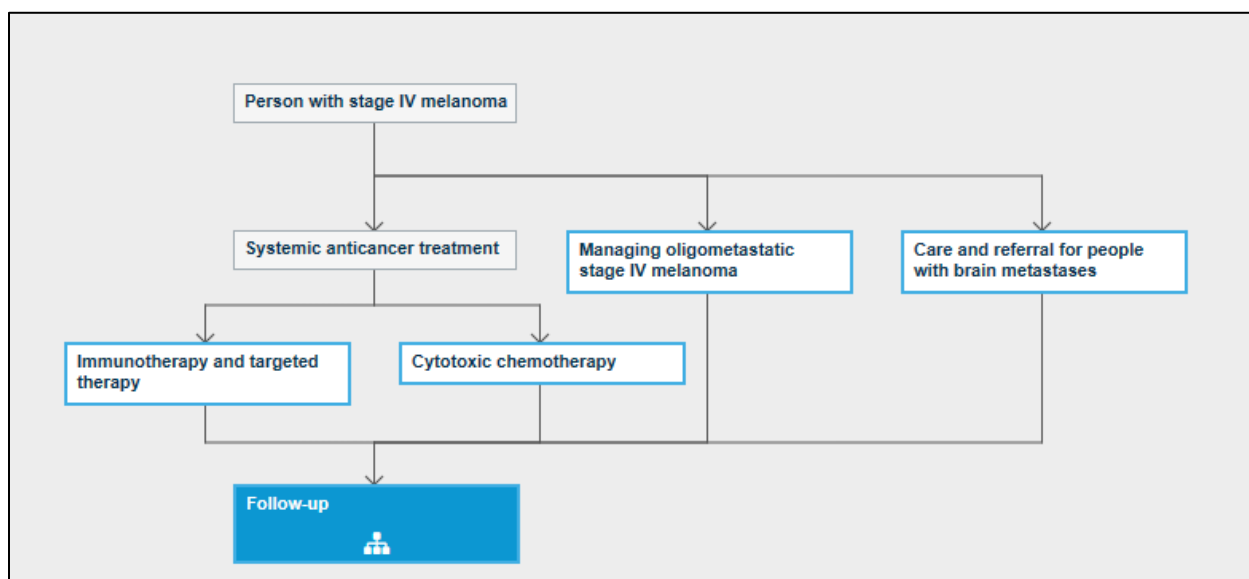 Person with stage IV melanoma
Systemic anticancer treatment
Managing oligometastatic
stage IV melanoma
Care and referral for people
with brain metastases
Immunotherapy and targeted
therapy
Cytotoxic chemotherapy
Follow-up